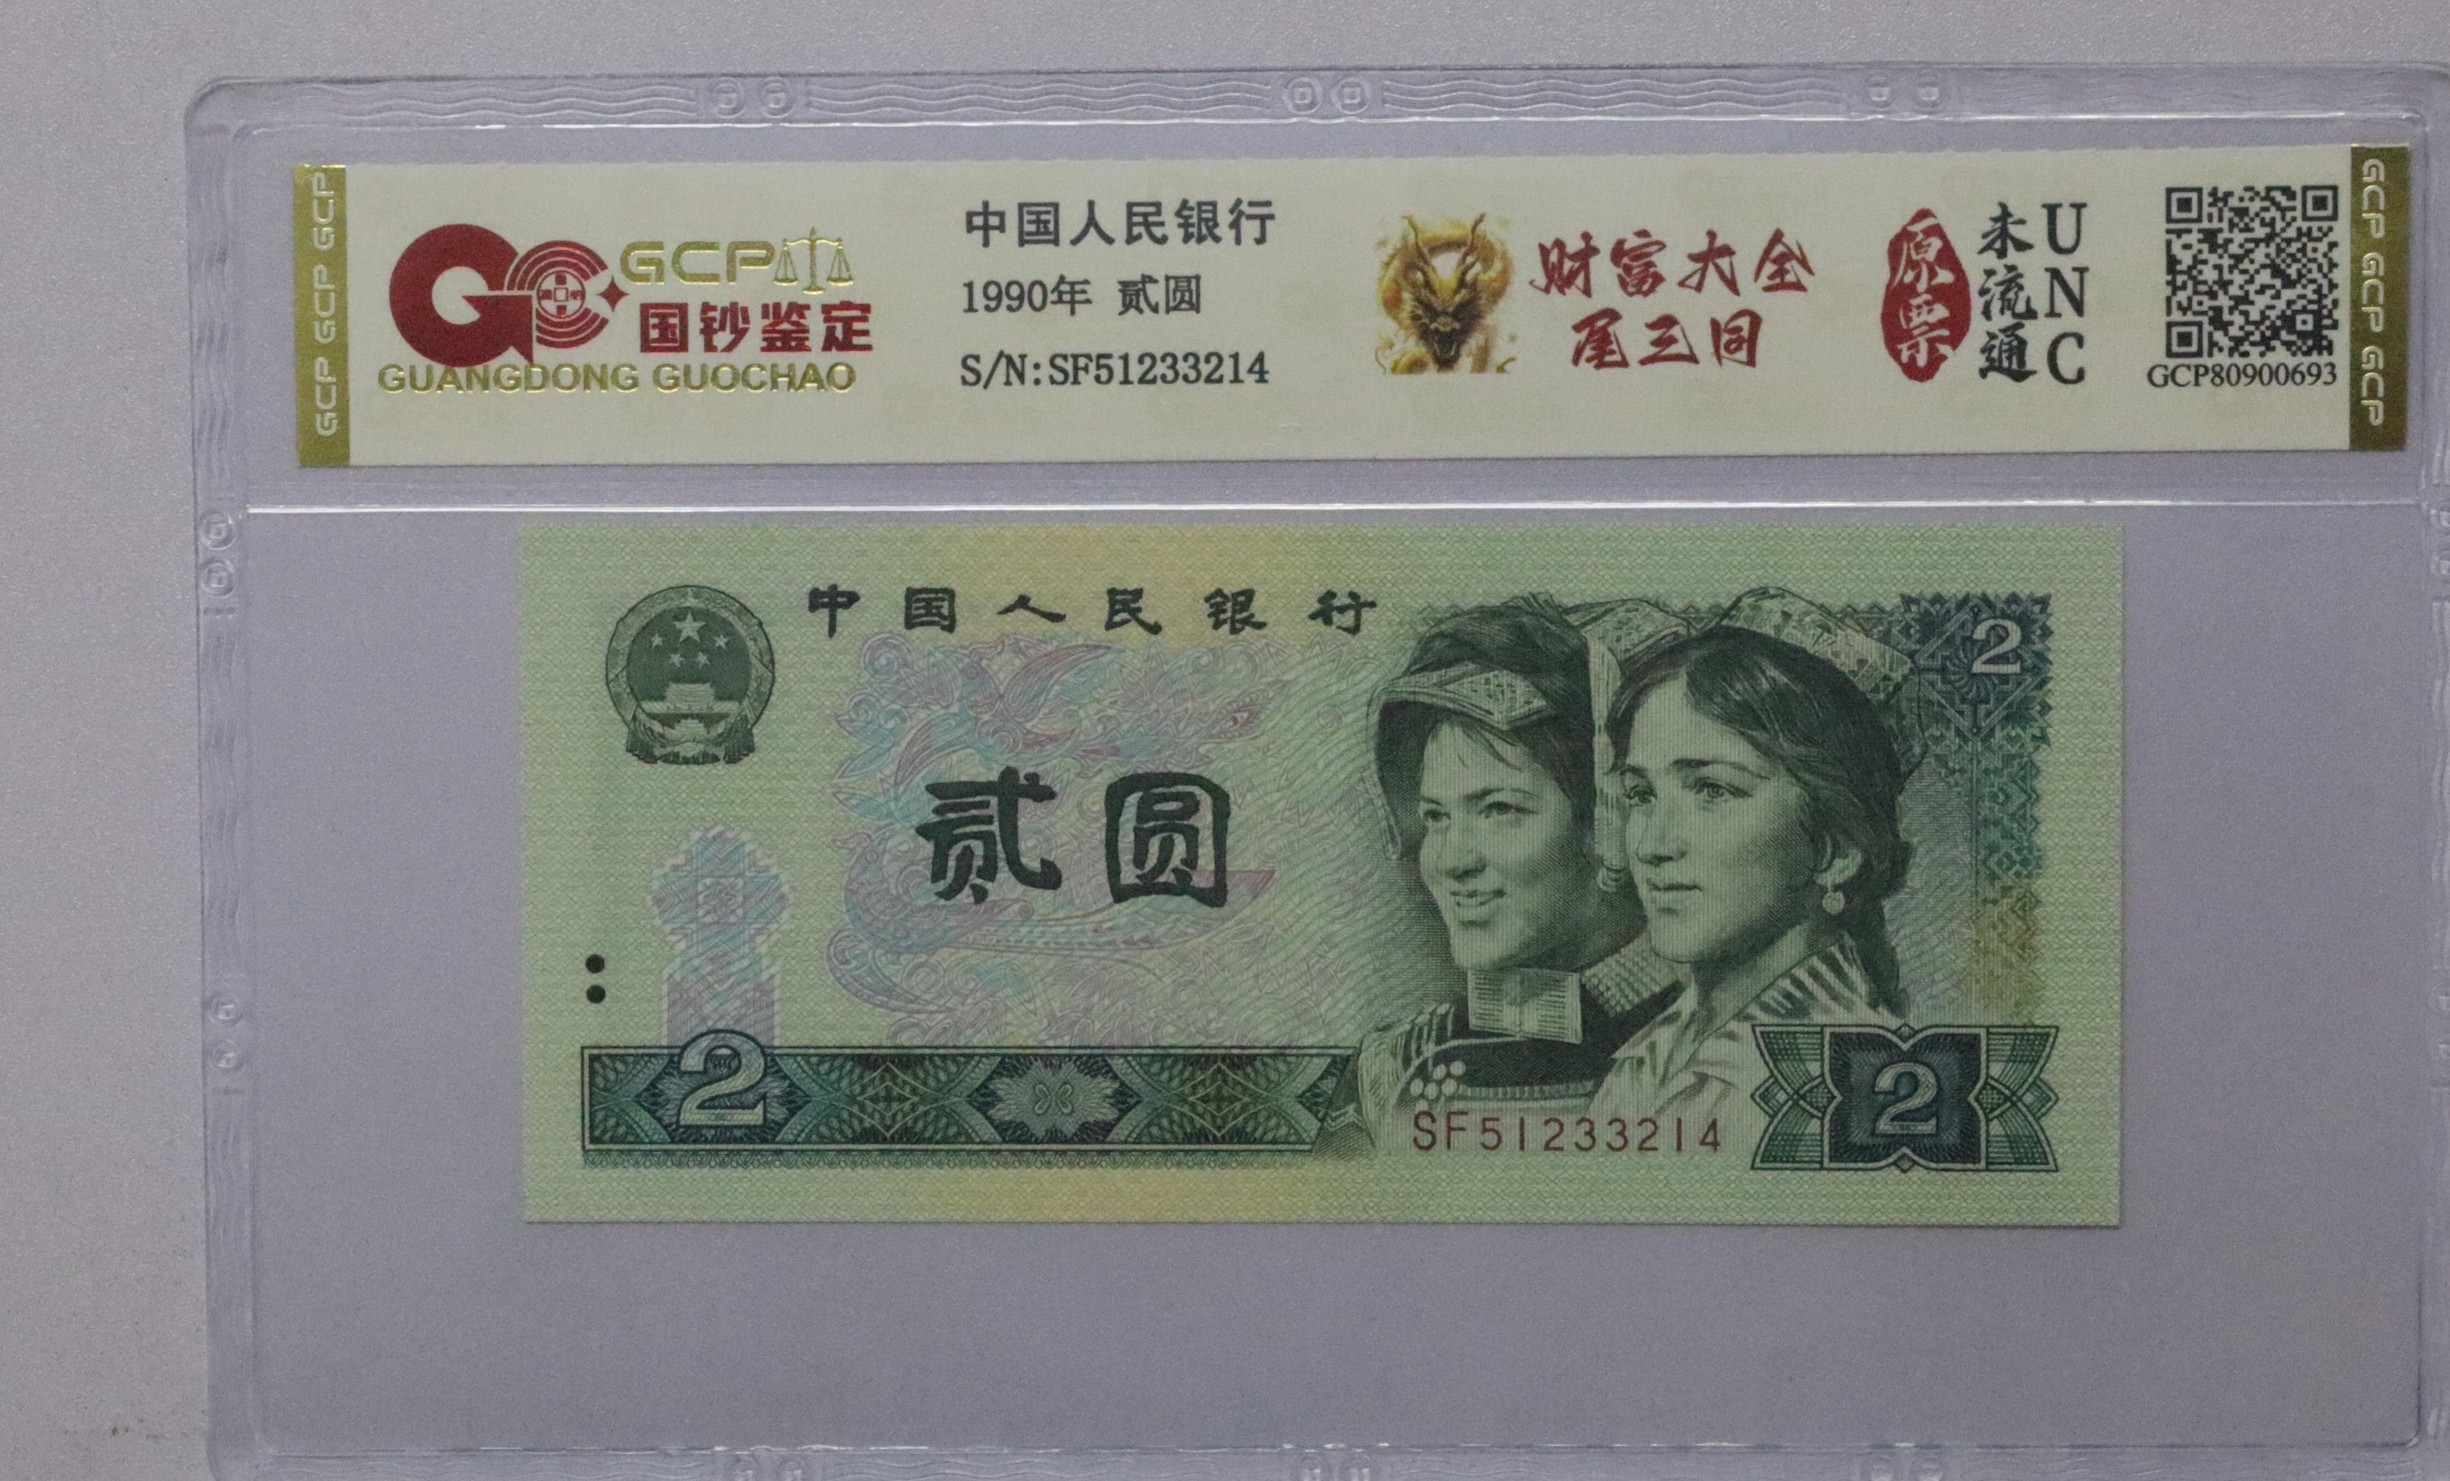 GCP GCP GCP
GCP
国钞鉴定
GUANGDONG GUOCHAO
中国人民银行
1990年 贰圆
S/N:SF51233214
财富大全
尾三同
原票
未流通
UNC
GCP80900693
GCP GCP GCP
中国人民银行
2
贰圆
2
SF51233214
2